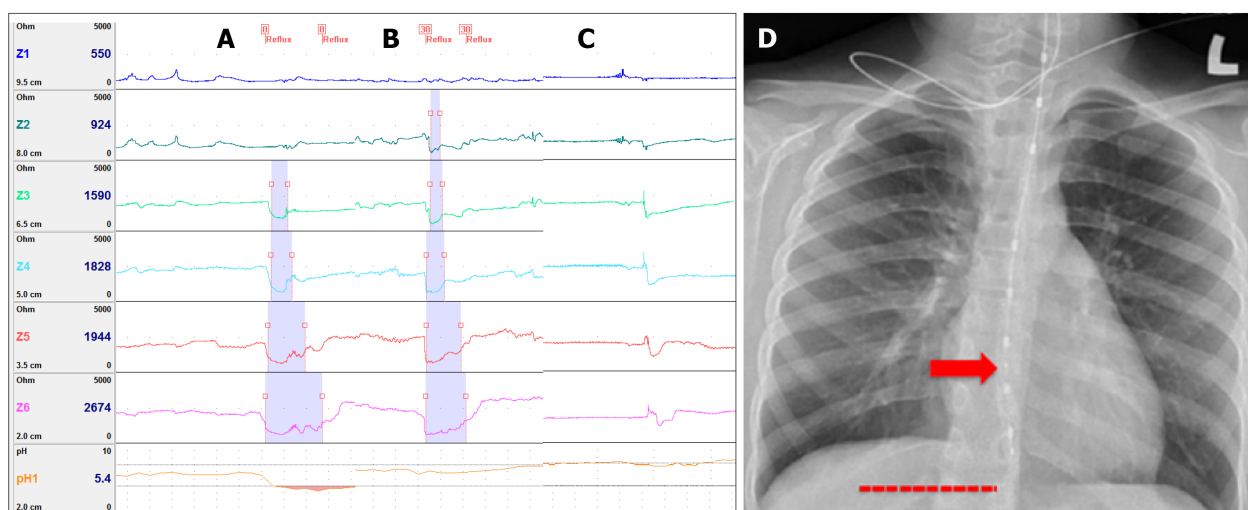 A B C D
8 Reflux 8 Reflux 38 Reflux 38 Reflux
L
Ohm 5000
Z1 550
9.5 cm 0
Ohm 5000
Z2 924
8.0 cm 0
Ohm 5000
Z3 1590
6.5 cm 0
Ohm 5000
Z4 1828
5.0 cm 0
Ohm 5000
Z5 1944
3.5 cm 0
Ohm 5000
Z6 2674
2.0 cm 0
pH 10
pH1 5.4
2.0 cm 0